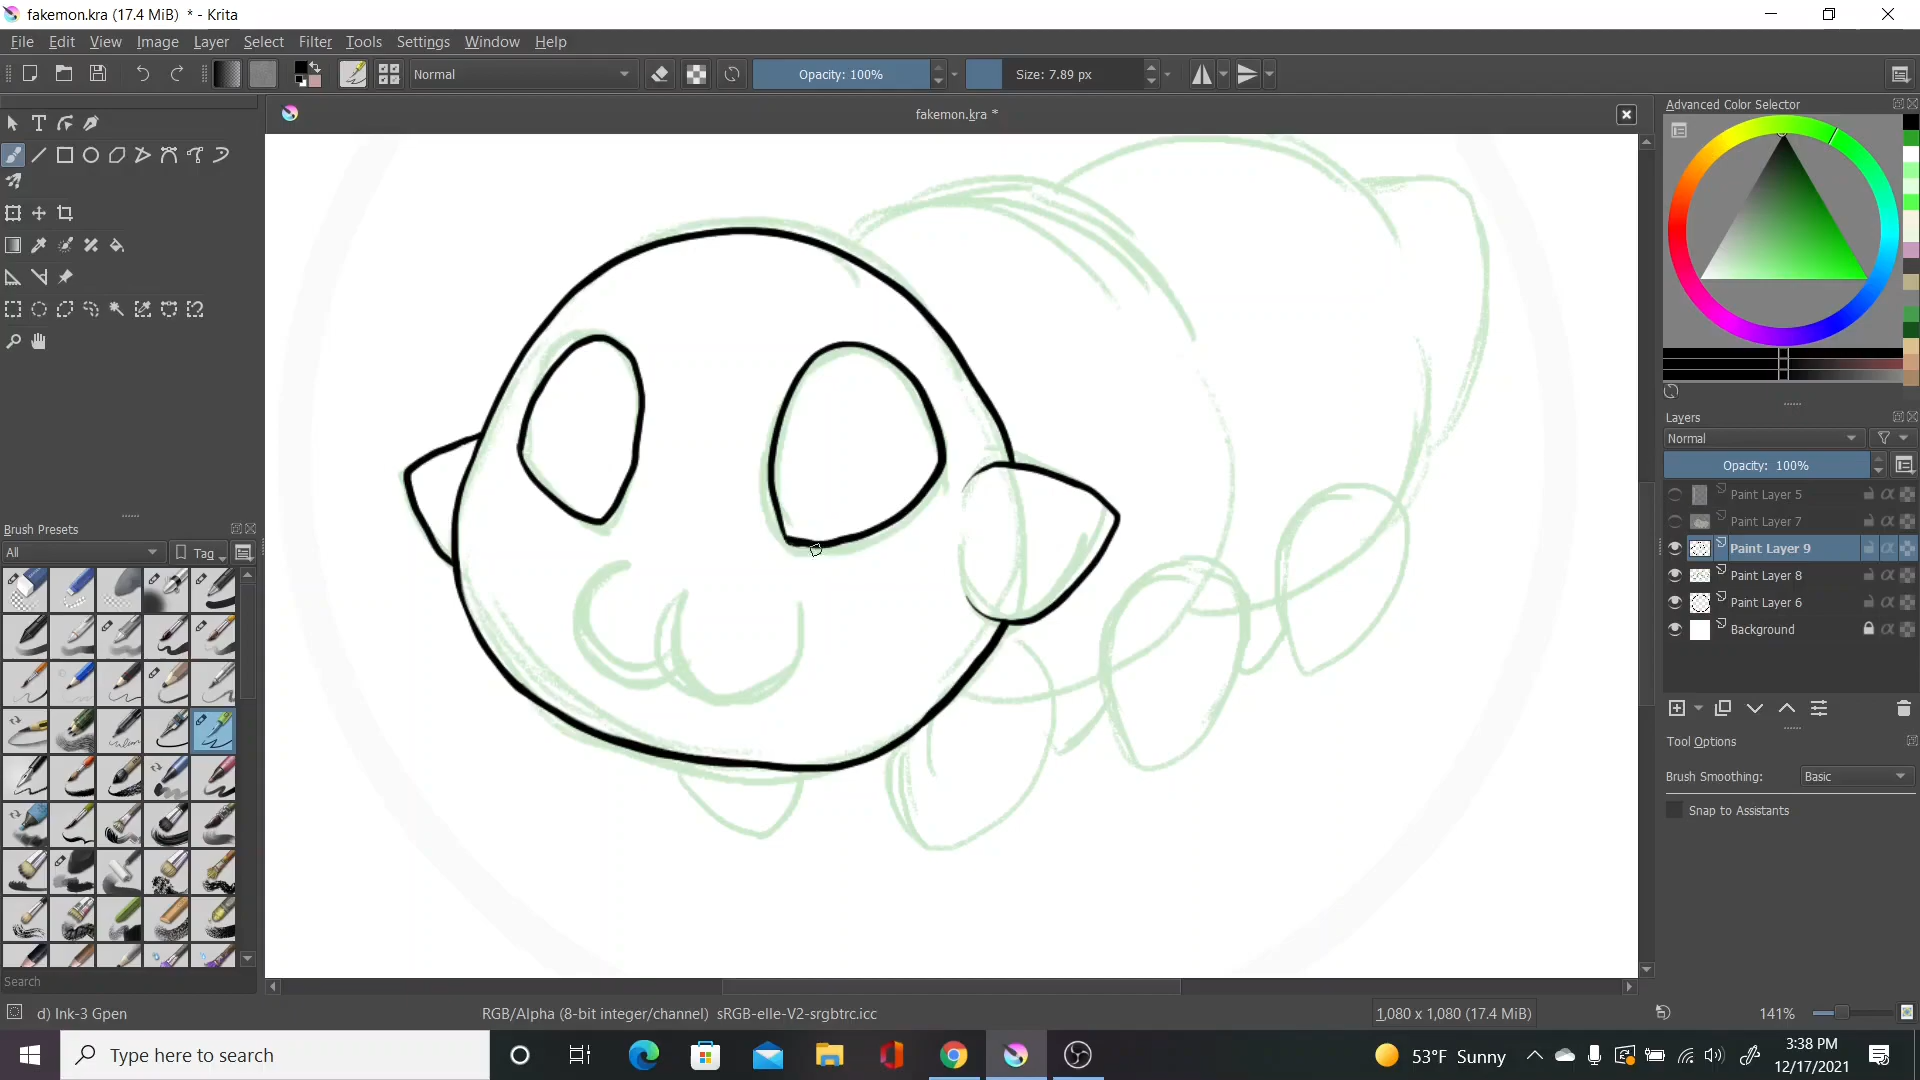 fakemon.kra (17.4 MiB) * - Krita
File Edit View Image Layer Select Filter Tools Settings Window Help
Normal
Opacity: 100%
Size: 7.89 px
fakemon.kra *
Advanced Color Selector
Layers
Normal
Opacity: 100%
Paint Layer 5
Paint Layer 7
Paint Layer 9
Paint Layer 8
Paint Layer 6
Background
Tool Options
Brush Smoothing: Basic
Snap to Assistants
Brush Presets
All
Tag
Search
d) Ink-3 Gpen
RGB/Alpha (8-bit integer/channel) sRGB-elle-V2-srgbtrc.icc
1,080 x 1,080 (17.4 MiB)
141%
Type here to search
53°F Sunny
3:38 PM
12/17/2021